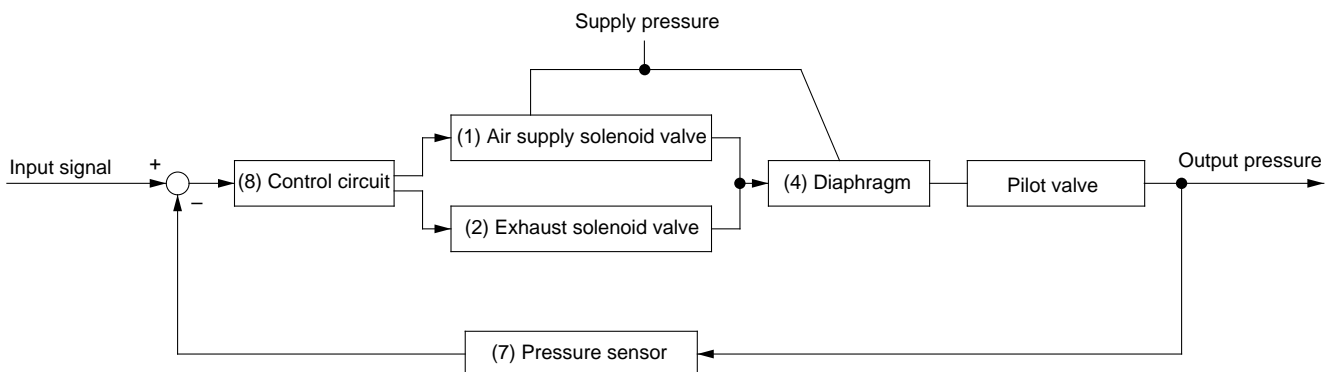 Supply pressure
(1) Air supply solenoid valve
Input signal
+
−
(8) Control circuit
(4) Diaphragm
Pilot valve
Output pressure
(2) Exhaust solenoid valve
(7) Pressure sensor